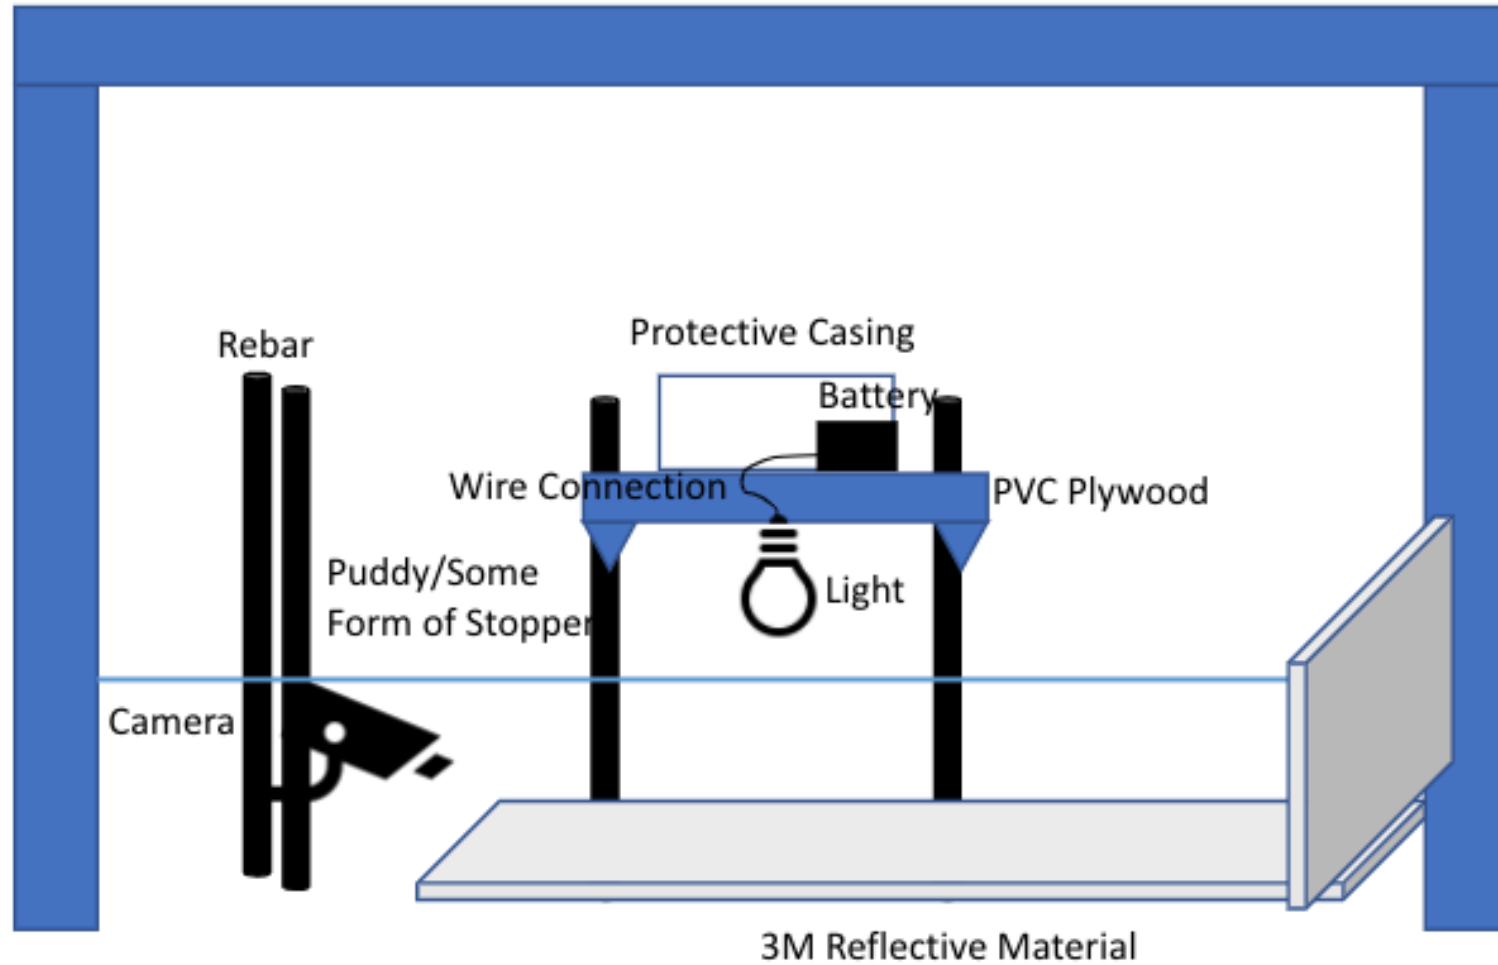 Protective Casing
Rebar
Battery
Wire Connection
PVC Plywood
Puddy/Some
Form of Stopper
Light
Camera
3M Reflective Material